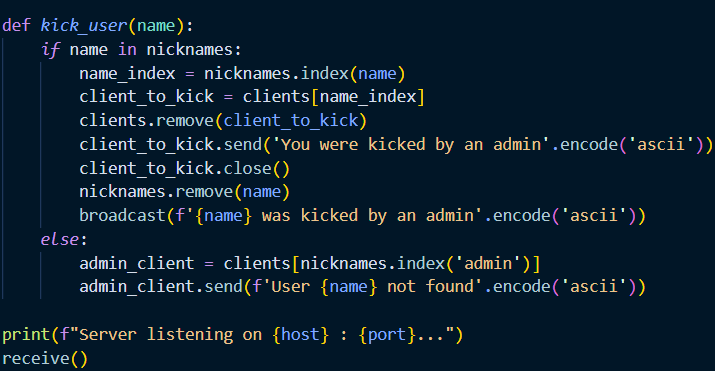 def kick_user(name):
    if name in nicknames:
        name_index = nicknames.index(name)
        client_to_kick = clients[name_index]
        clients.remove(client_to_kick)
        client_to_kick.send('You were kicked by an admin'.encode('ascii'))
        client_to_kick.close()
        nicknames.remove(name)
        broadcast(f'{name} was kicked by an admin'.encode('ascii'))
    else:
        admin_client = clients[nicknames.index('admin')]
        admin_client.send(f'User {name} not found'.encode('ascii'))

print(f"Server listening on {host} : {port}...")
receive()